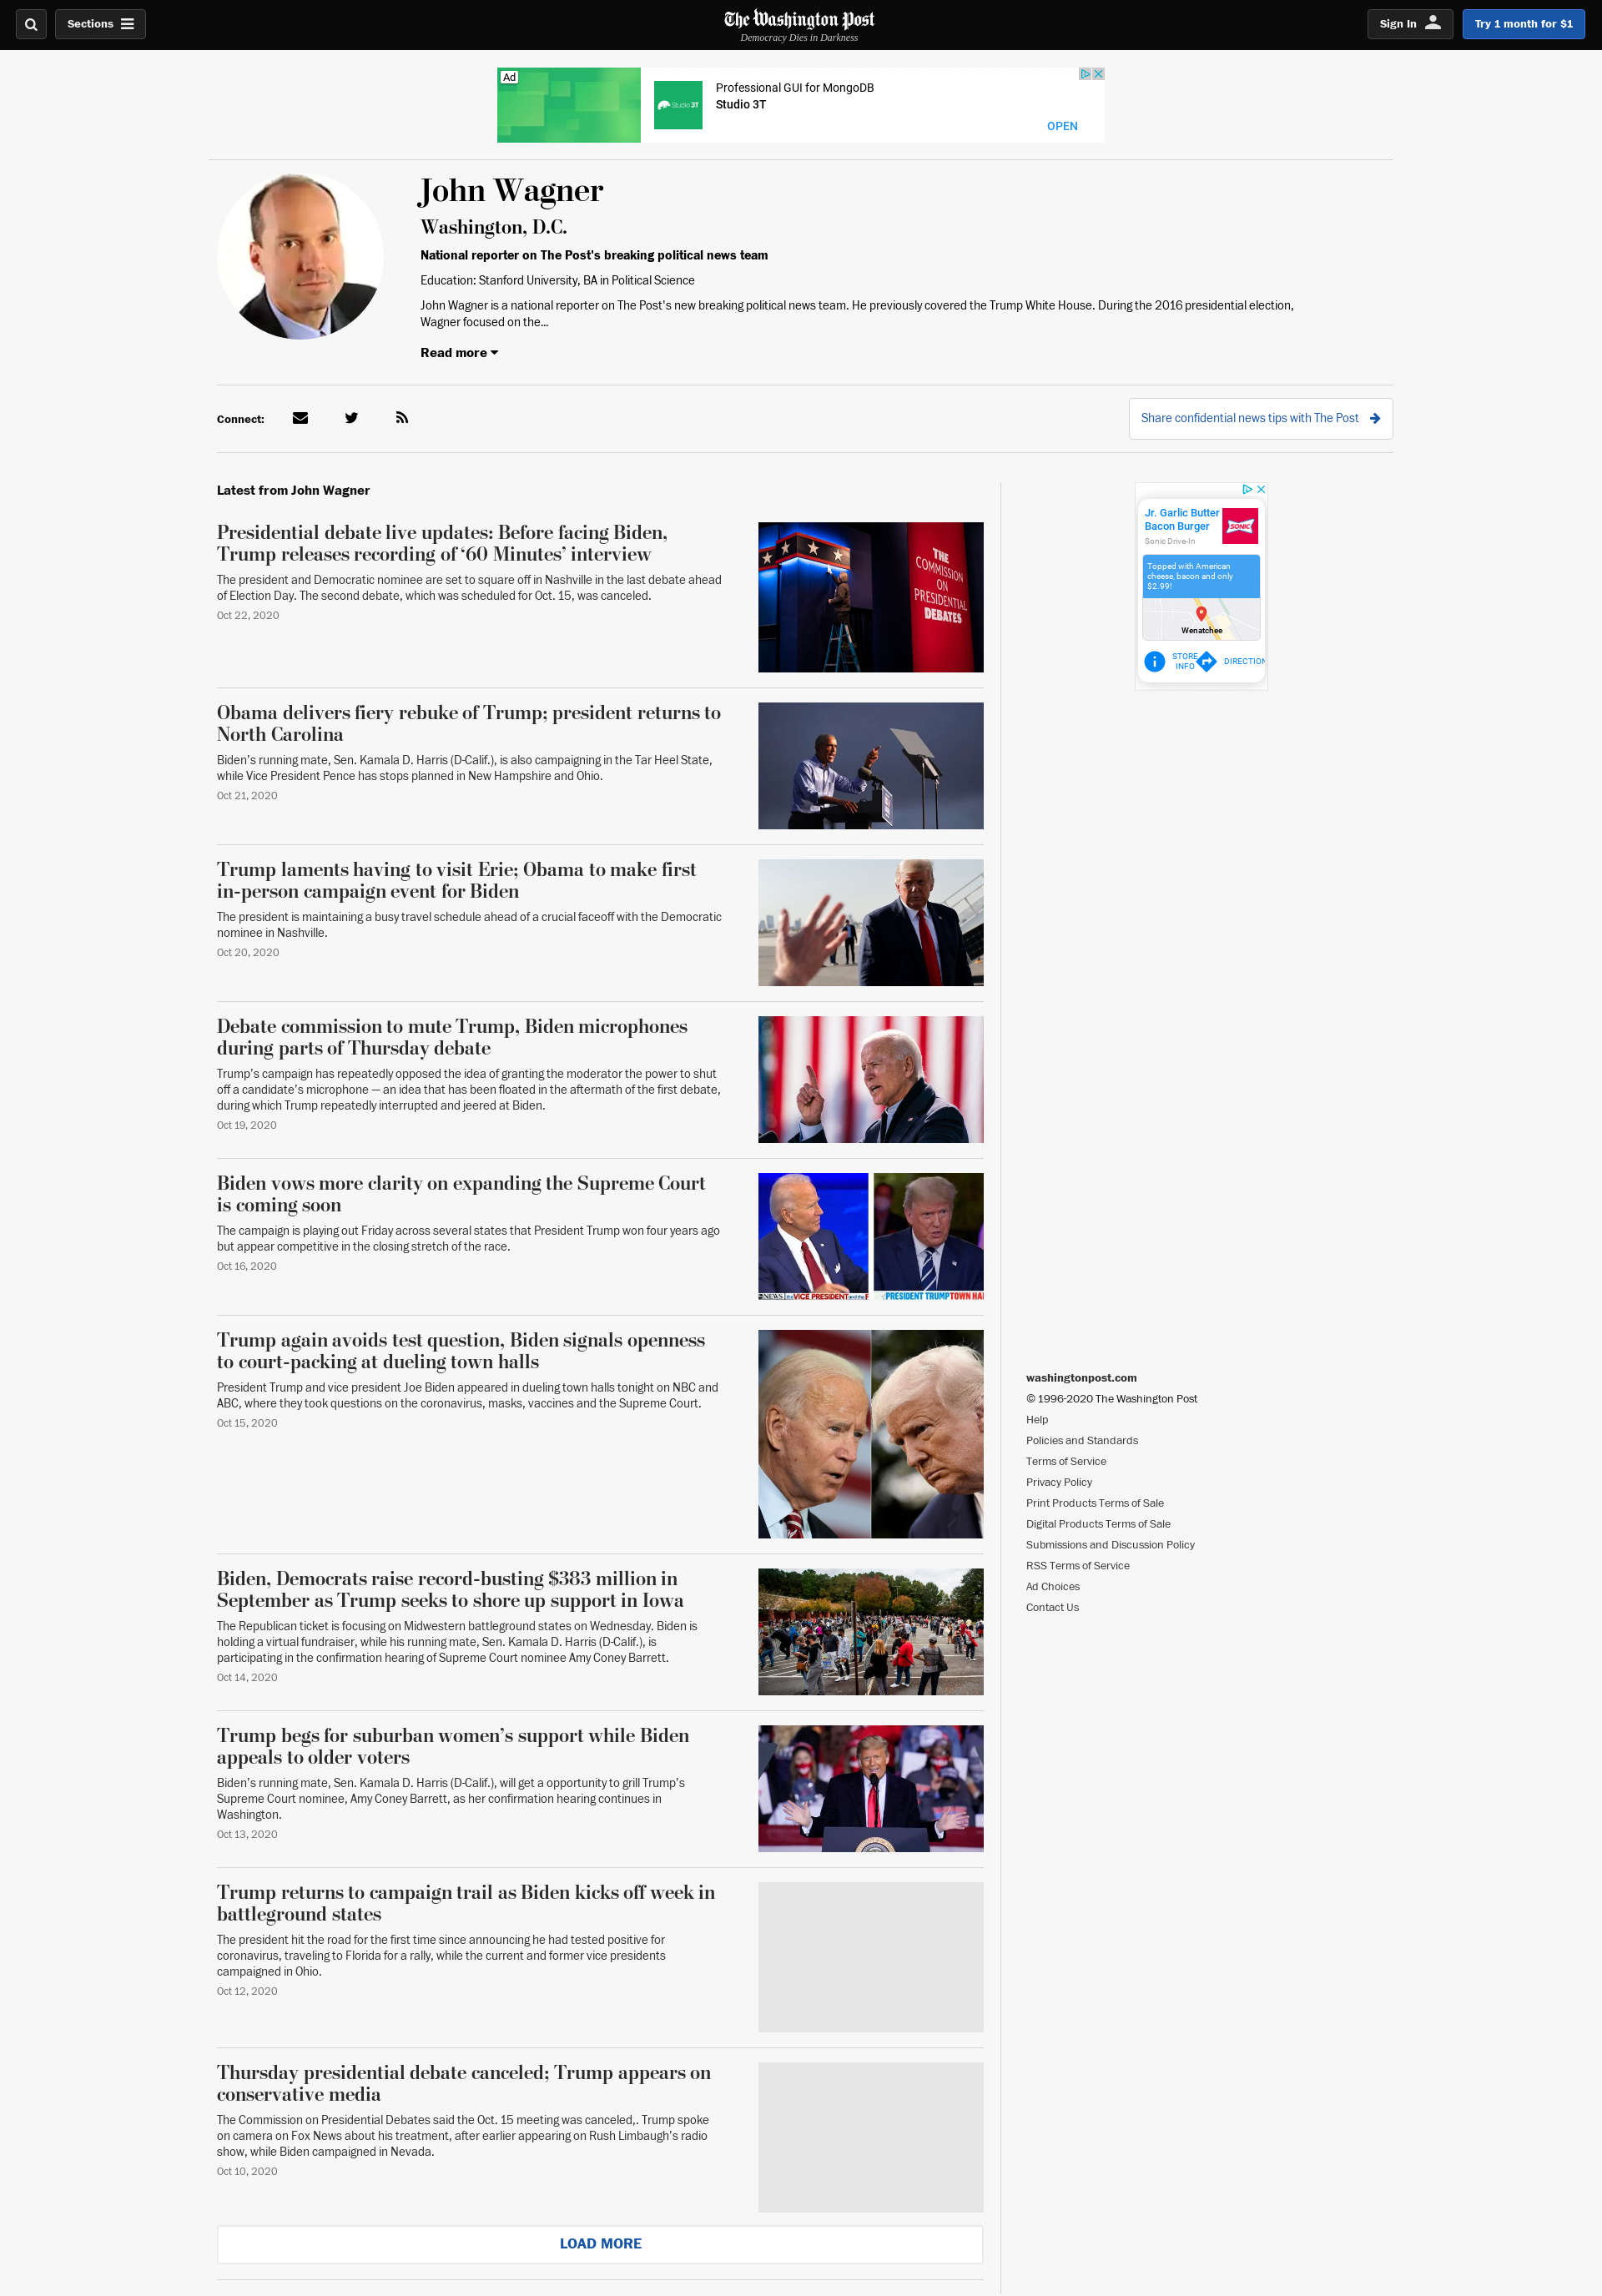 Sections
The Washington Post
Democracy Dies in Darkness
Sign In
Try 1 month for $1
Ad
Studio 3T
Professional GUI for MongoDB
Studio 3T
OPEN
John Wagner
Washington, D.C.
National reporter on The Post's breaking political news team
Education: Stanford University, BA in Political Science
John Wagner is a national reporter on The Post's new breaking political news team. He previously covered the Trump White House. During the 2016 presidential election,
Wagner focused on the...
Read more
Connect:
Share confidential news tips with The Post
Latest from John Wagner
Presidential debate live updates: Before facing Biden,
Trump releases recording of ‘60 Minutes’ interview
The president and Democratic nominee are set to square off in Nashville in the last debate ahead
of Election Day. The second debate, which was scheduled for Oct. 15, was canceled.
Oct 22, 2020
THE
COMMISSION
ON
PRESIDENTIAL
DEBATES
Obama delivers fiery rebuke of Trump; president returns to
North Carolina
Biden’s running mate, Sen. Kamala D. Harris (D-Calif.), is also campaigning in the Tar Heel State,
while Vice President Pence has stops planned in New Hampshire and Ohio.
Oct 21, 2020
Trump laments having to visit Erie; Obama to make first
in-person campaign event for Biden
The president is maintaining a busy travel schedule ahead of a crucial faceoff with the Democratic
nominee in Nashville.
Oct 20, 2020
Debate commission to mute Trump, Biden microphones
during parts of Thursday debate
Trump’s campaign has repeatedly opposed the idea of granting the moderator the power to shut
off a candidate’s microphone — an idea that has been floated in the aftermath of the first debate,
during which Trump repeatedly interrupted and jeered at Biden.
Oct 19, 2020
Biden vows more clarity on expanding the Supreme Court
is coming soon
The campaign is playing out Friday across several states that President Trump won four years ago
but appear competitive in the closing stretch of the race.
Oct 16, 2020
NEWS the VICE PRESIDENT and the P
PRESIDENT TRUMP TOWN HA
Trump again avoids test question, Biden signals openness
to court-packing at dueling town halls
President Trump and vice president Joe Biden appeared in dueling town halls tonight on NBC and
ABC, where they took questions on the coronavirus, masks, vaccines and the Supreme Court.
Oct 15, 2020
Biden, Democrats raise record-busting $383 million in
September as Trump seeks to shore up support in Iowa
The Republican ticket is focusing on Midwestern battleground states on Wednesday. Biden is
holding a virtual fundraiser, while his running mate, Sen. Kamala D. Harris (D-Calif.), is
participating in the confirmation hearing of Supreme Court nominee Amy Coney Barrett.
Oct 14, 2020
Trump begs for suburban women’s support while Biden
appeals to older voters
Biden’s running mate, Sen. Kamala D. Harris (D-Calif.), will get a opportunity to grill Trump’s
Supreme Court nominee, Amy Coney Barrett, as her confirmation hearing continues in
Washington.
Oct 13, 2020
Trump returns to campaign trail as Biden kicks off week in
battleground states
The president hit the road for the first time since announcing he had tested positive for
coronavirus, traveling to Florida for a rally, while the current and former vice presidents
campaigned in Ohio.
Oct 12, 2020
Thursday presidential debate canceled; Trump appears on
conservative media
The Commission on Presidential Debates said the Oct. 15 meeting was canceled,. Trump spoke
on camera on Fox News about his treatment, after earlier appearing on Rush Limbaugh’s radio
show, while Biden campaigned in Nevada.
Oct 10, 2020
LOAD MORE
Jr. Garlic Butter
Bacon Burger
Sonic Drive-In
SONIC
Topped with American
cheese, bacon and only
$2.99!
Wenatchee
STORE
INFO
DIRECTION
washingtonpost.com
© 1996-2020 The Washington Post
Help
Policies and Standards
Terms of Service
Privacy Policy
Print Products Terms of Sale
Digital Products Terms of Sale
Submissions and Discussion Policy
RSS Terms of Service
Ad Choices
Contact Us